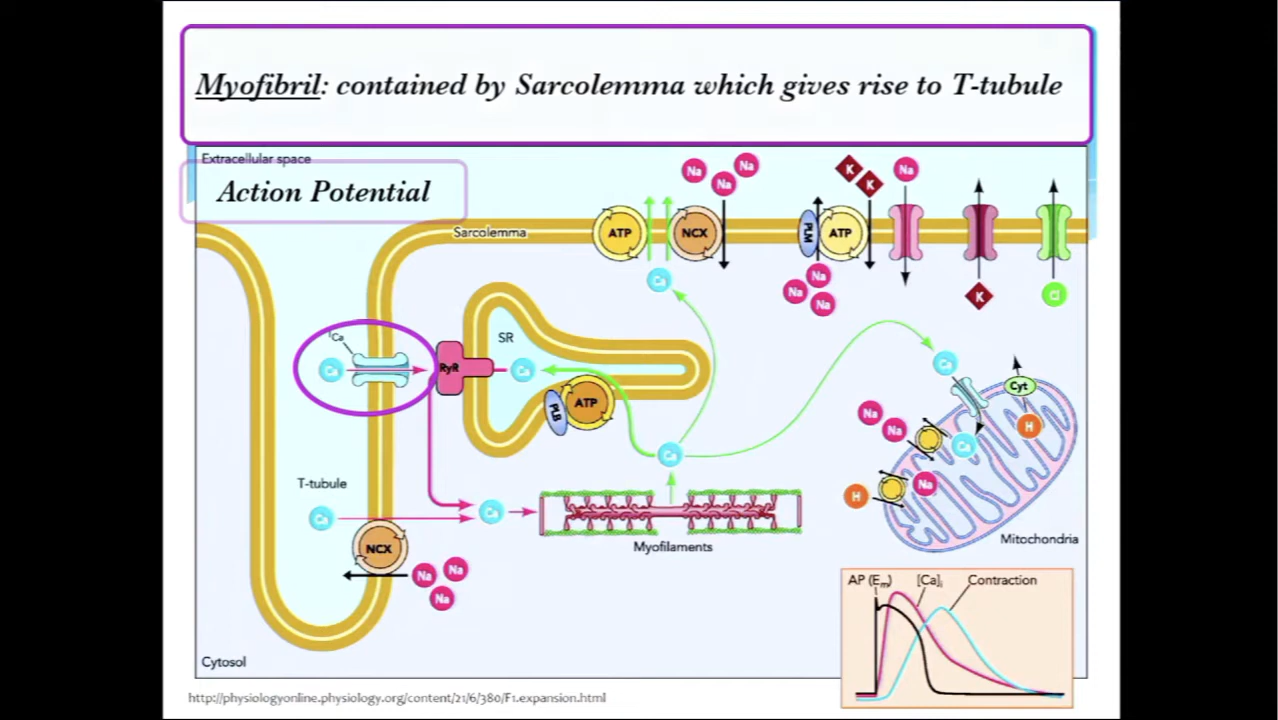 Myofibril: contained by Sarcolemma which gives rise to T-tubule
Extracellular space
Action Potential
Na
Na
Na
K
K
Na
Sarcolemma
ATP
NCX
PLM
ATP
Ca
Na
Na
Na
K
Cl
ICa
Ca
RyR
SR
Ca
PLB
ATP
Ca
Cyt
H
Na
Na
Ca
Ca
Na
H
T-tubule
Ca
Ca
NCX
Na
Na
Na
Myofilaments
Mitochondria
AP (Em)
[Ca]i
Contraction
Cytosol
http://physiologyonline.physiology.org/content/21/6/380/F1.expansion.html